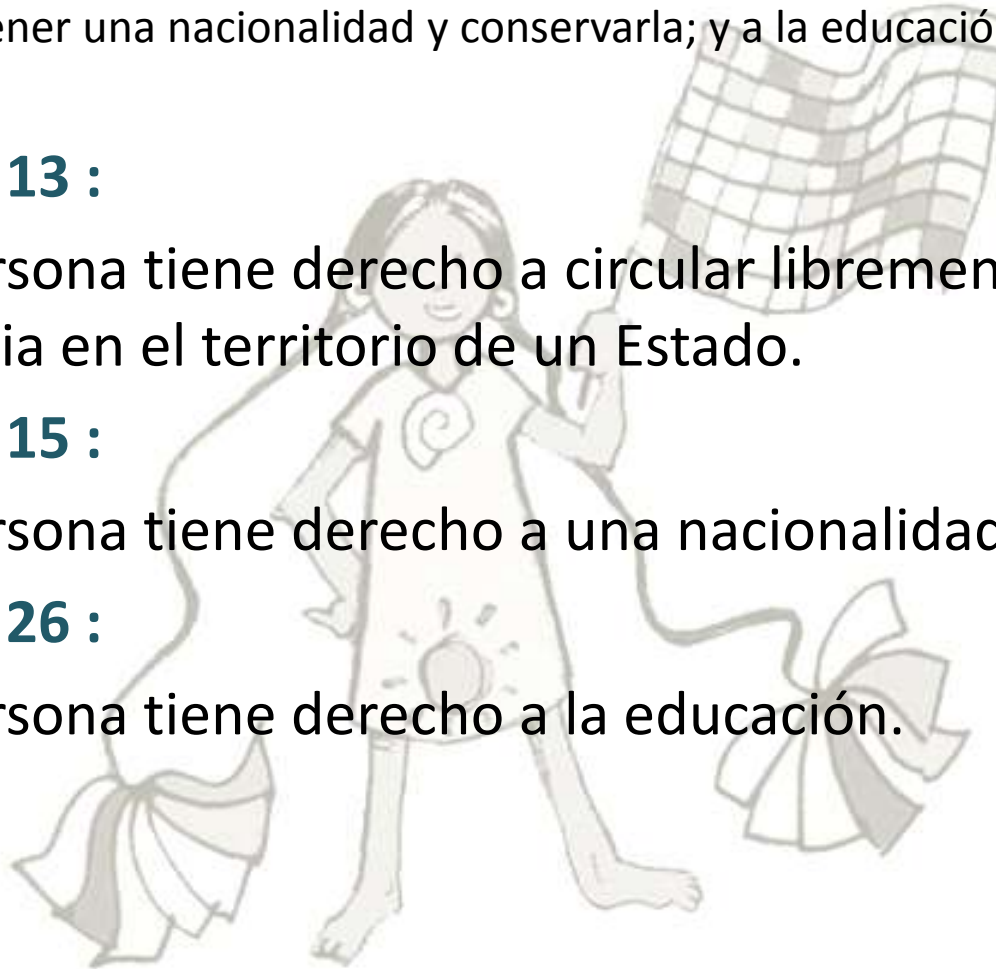 ener una nacionalidad y conservarla; y a la educació
13 :
rsona tiene derecho a circular libremen
ia en el territorio de un Estado.
15 :
rsona tiene derecho a una nacionalidad
26 :
rsona tiene derecho a la educación.